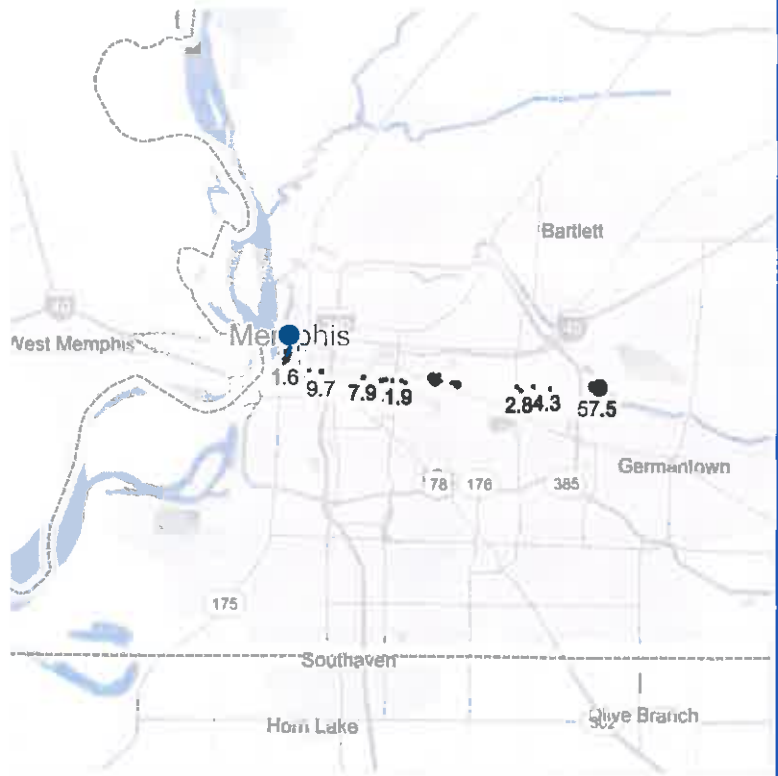 Bartlett
West Memphis
Memphis
1.6
9.7
7.9
1.9
2.8
4.3
57.5
Germantown
78
176
385
175
Southaven
Horn Lake
Olive Branch